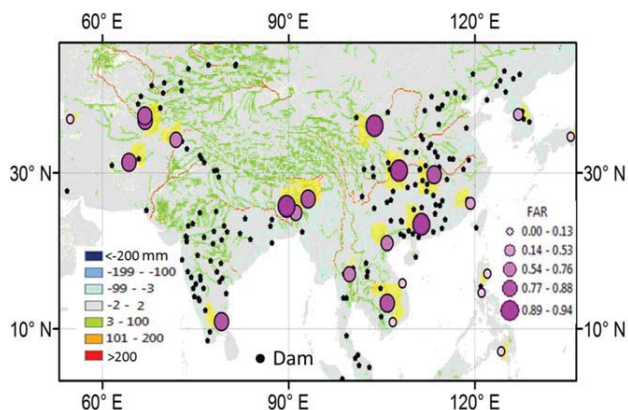 60° E 90° E 120° E
30° N 30° N
10° N 10° N
<-200 mm
-199 - -100
-99 - -3
-2 - 2
3 - 100
101 - 200
>200
Dam
FAR
0.00 - 0.13
0.14 - 0.53
0.54 - 0.76
0.77 - 0.88
0.89 - 0.94
60° E 90° E 120° E